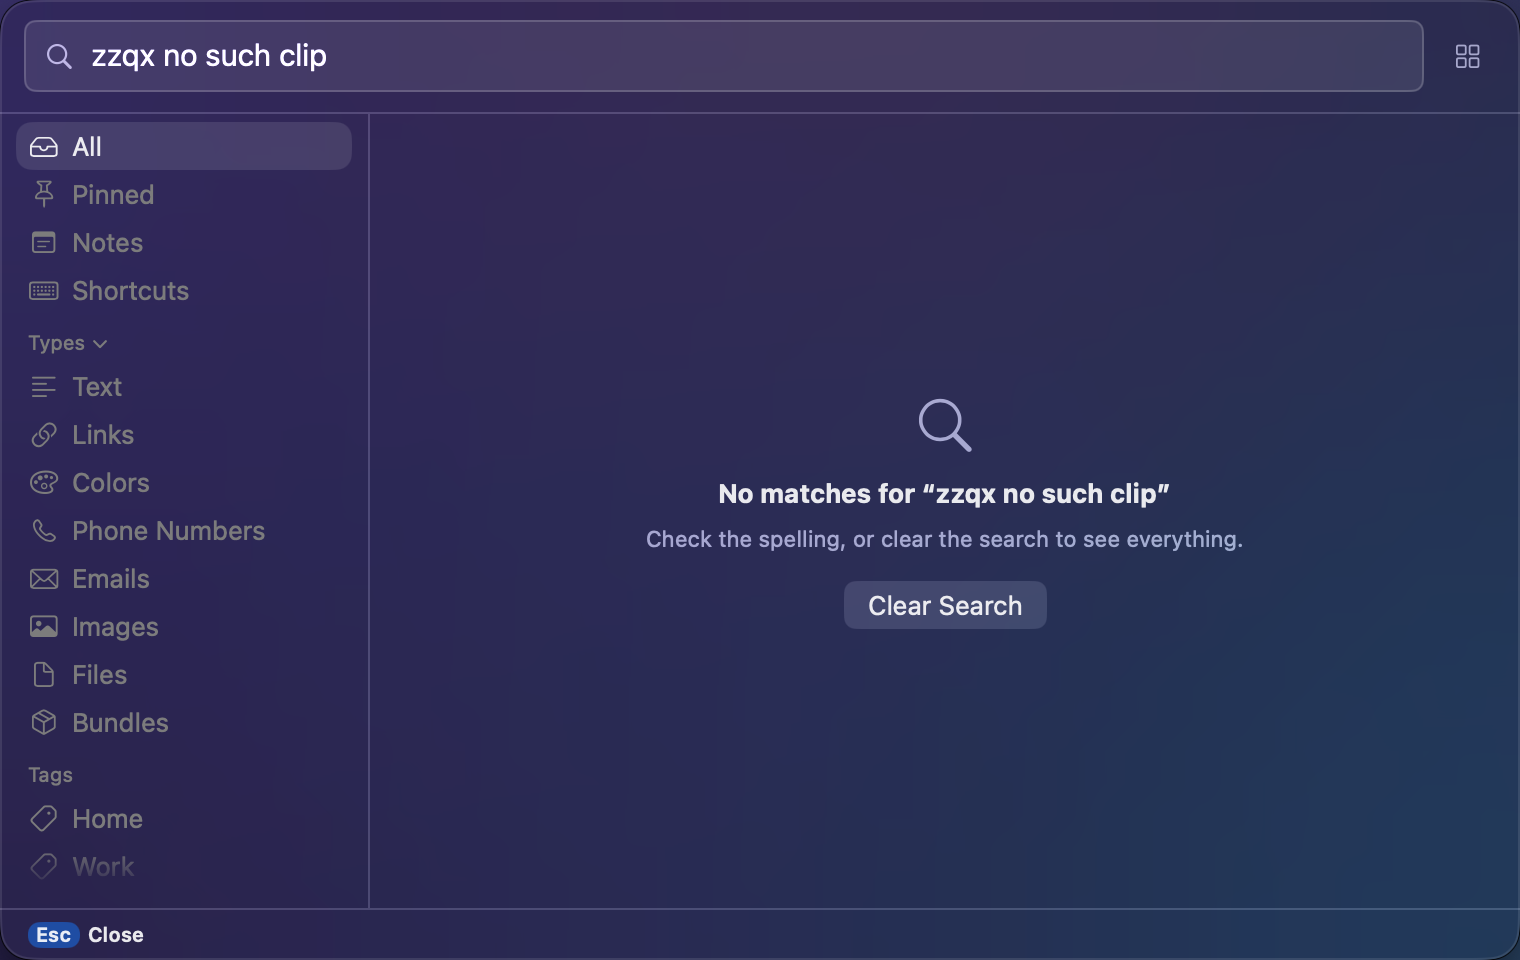 zzqx no such clip
All
Pinned
Notes
Shortcuts
Types
Text
Links
Colors
Phone Numbers
Emails
Images
Files
Bundles
Tags
Home
Work
No matches for “zzqx no such clip”
Check the spelling, or clear the search to see everything.
Clear Search
Esc Close